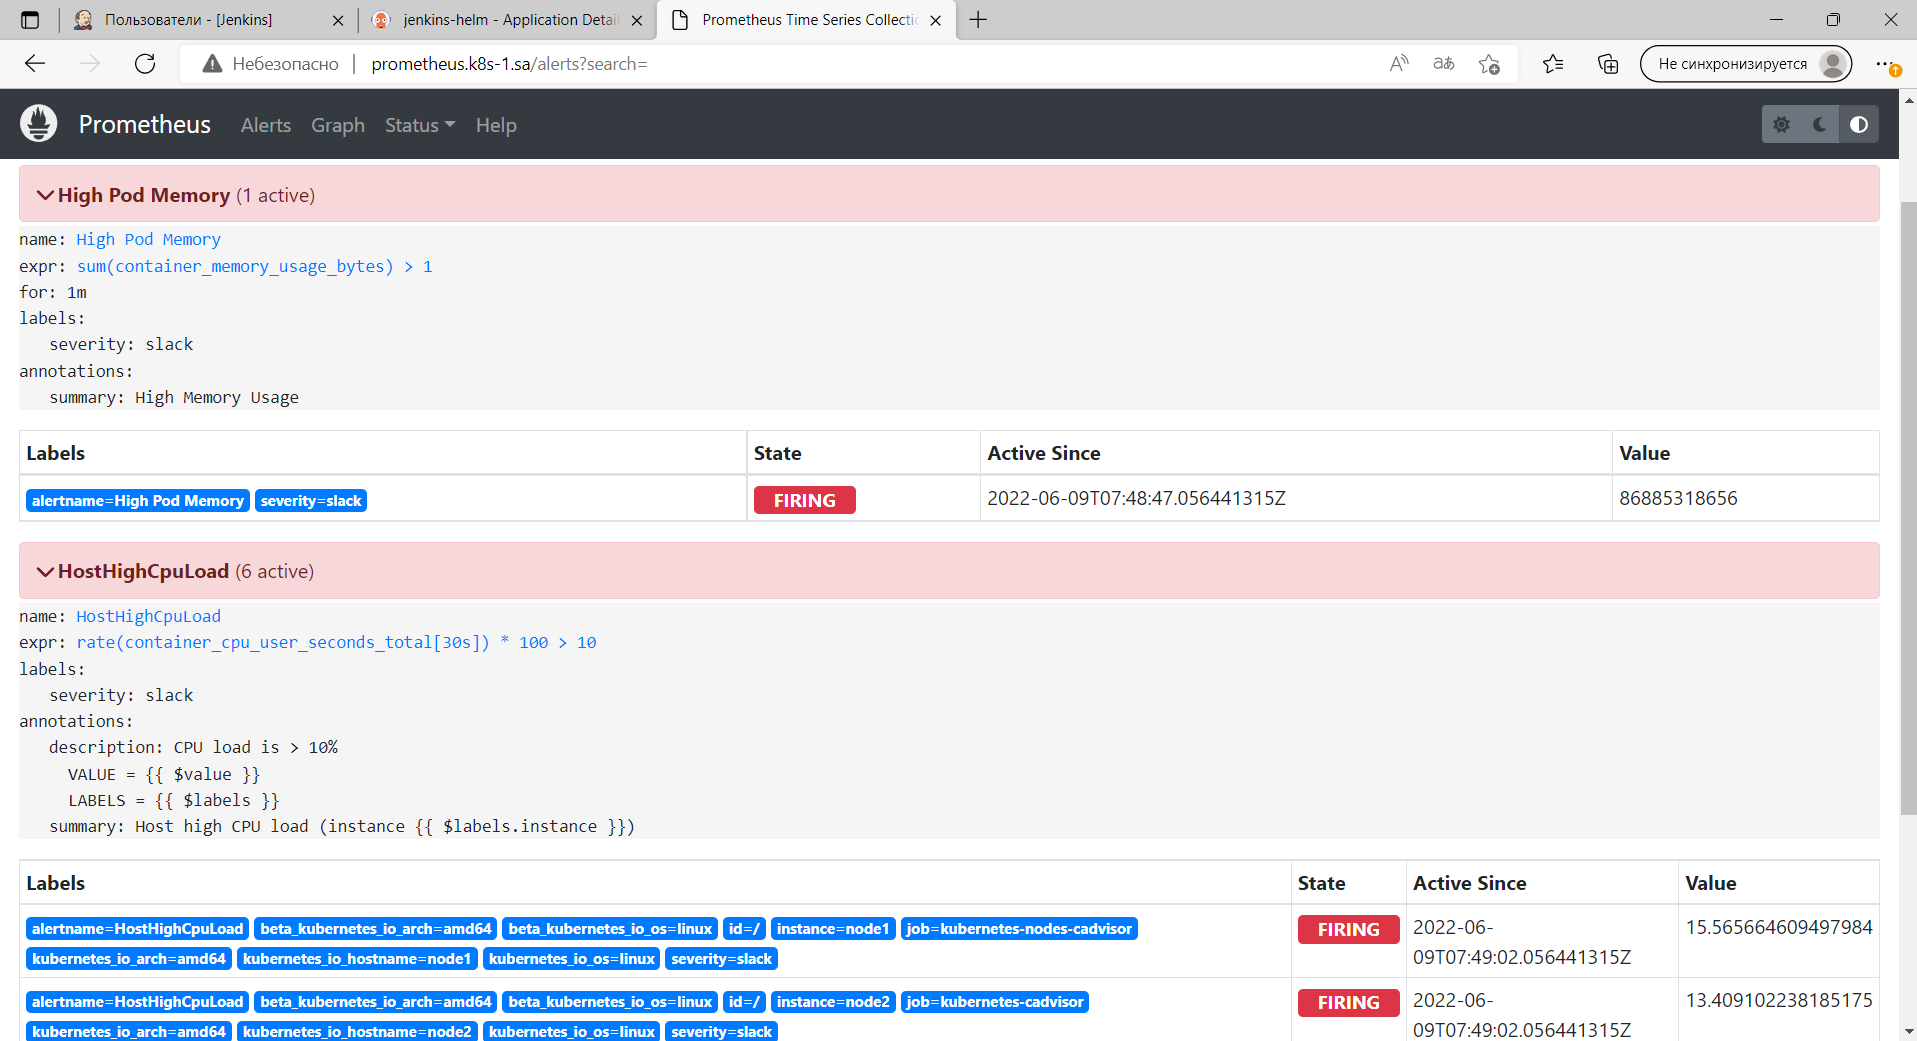 Пользователи - [Jenkins]
jenkins-helm - Application Detail
Prometheus Time Series Collectio
Небезопасно
prometheus.k8s-1.sa/alerts?search=
Не синхронизируется
Prometheus Alerts Graph Status Help
High Pod Memory (1 active)
name: High Pod Memory
expr: sum(container_memory_usage_bytes) > 1
for: 1m
labels:
severity: slack
annotations:
summary: High Memory Usage
Labels State Active Since Value
alertname=High Pod Memory severity=slack FIRING 2022-06-09T07:48:47.056441315Z 86885318656
HostHighCpuLoad (6 active)
name: HostHighCpuLoad
expr: rate(container_cpu_user_seconds_total[30s]) * 100 > 10
labels:
severity: slack
annotations:
description: CPU load is > 10%
VALUE = {{ $value }}
LABELS = {{ $labels }}
summary: Host high CPU load (instance {{ $labels.instance }})
Labels State Active Since Value
alertname=HostHighCpuLoad beta_kubernetes_io_arch=amd64 beta_kubernetes_io_os=linux id=/ instance=node1 job=kubernetes-nodes-cadvisor FIRING 2022-06- 15.565664609497984
kubernetes_io_arch=amd64 kubernetes_io_hostname=node1 kubernetes_io_os=linux severity=slack 09T07:49:02.056441315Z
alertname=HostHighCpuLoad beta_kubernetes_io_arch=amd64 beta_kubernetes_io_os=linux id=/ instance=node2 job=kubernetes-cadvisor FIRING 2022-06- 13.409102238185175
kubernetes_io_arch=amd64 kubernetes_io_hostname=node2 kubernetes_io_os=linux severity=slack 09T07:49:02.056441315Z